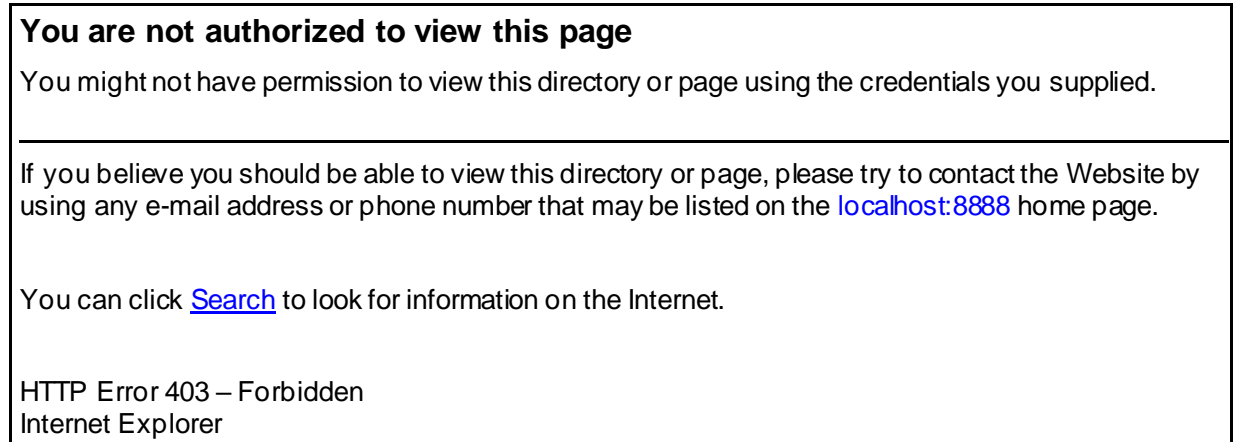 You are not authorized to view this page
You might not have permission to view this directory or page using the credentials you supplied.
If you believe you should be able to view this directory or page, please try to contact the Website by
using any e-mail address or phone number that may be listed on the localhost:8888 home page.
You can click Search to look for information on the Internet.
HTTP Error 403 – Forbidden
Internet Explorer